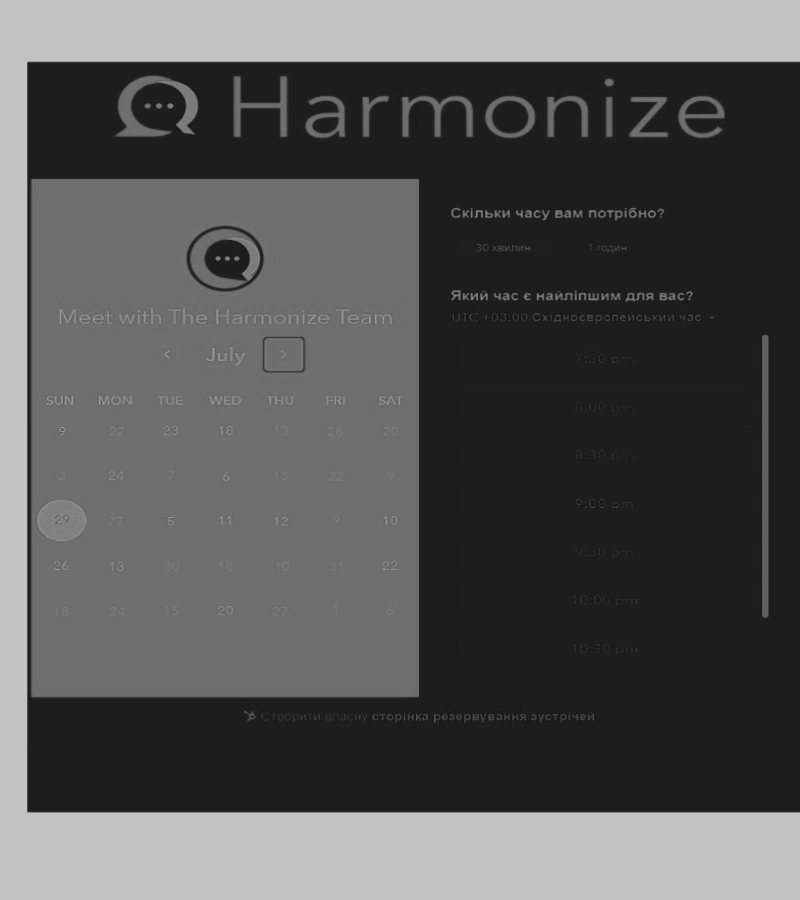 Harmonize
Meet with The Harmonize Team
July
SUN MON TUE WED THU FRI SAT
9 22 23 18 13 26 20
2 24 7 6 13 22 9
29 27 5 11 12 9 10
26 13 30 18 10 31 22
18 24 15 20 27 1 6
Скільки часу вам потрібно?
30 хвилин 1 годин
Який час є найліпшим для вас?
UTC +03:00 Східноєвропейський час
7:30 pm
8:00 pm
8:30 pm
9:00 pm
9:30 pm
10:00 pm
10:30 pm
Створити власну сторінка резервування зустрічей